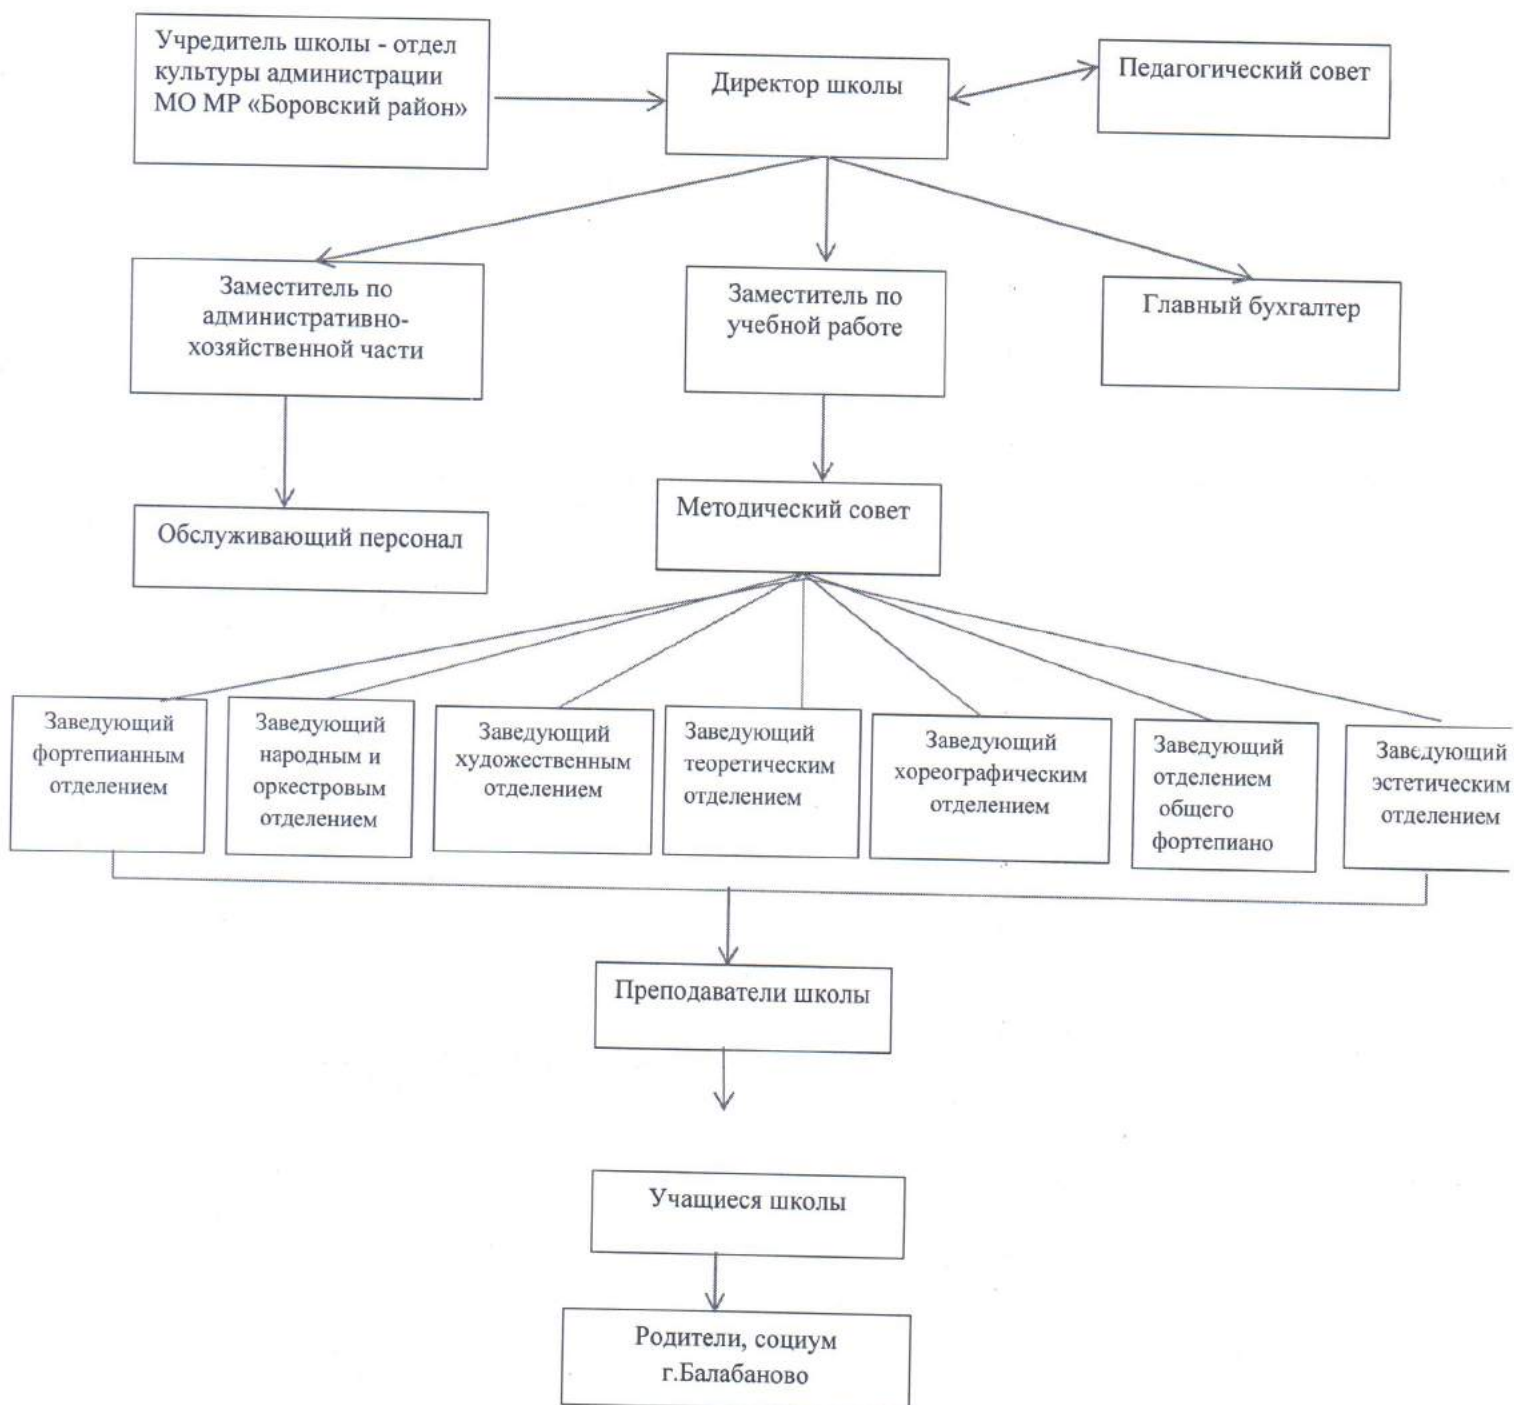 Учредитель школы - отдел
культуры администрации
МО МР «Боровский район»
Директор школы
Педагогический совет
Заместитель по
административно-
хозяйственной части
Заместитель по
учебной работе
Главный бухгалтер
Обслуживающий персонал
Методический совет
Заведующий
фортепианным
отделением
Заведующий
народным и
оркестровым
отделением
Заведующий
художественным
отделением
Заведующий
теоретическим
отделением
Заведующий
хореографическим
отделением
Заведующий
отделением
общего
фортепиано
Заведующий
эстетическим
отделением
Преподаватели школы
Учащиеся школы
Родители, социум
г.Балабаново